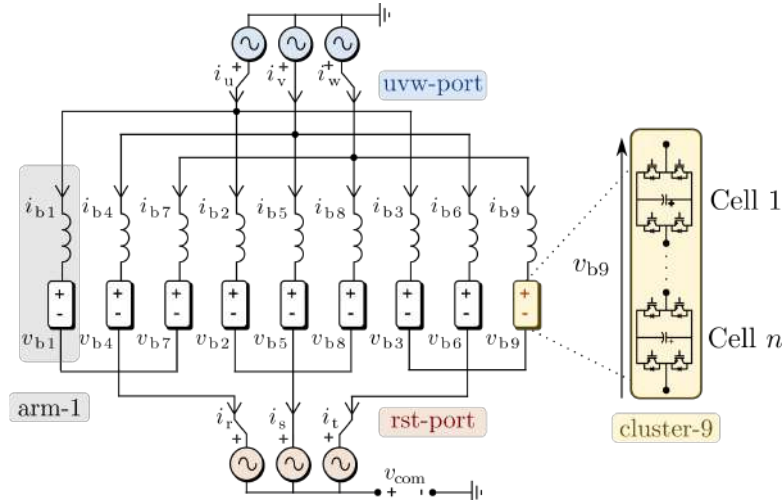 i_u + i_v + i_w +
uvw-port
i_b1 i_b4 i_b7 i_b2 i_b5 i_b8 i_b3 i_b6 i_b9
+ + + + + + + + +
- - - - - - - - -
v_b1 v_b4 v_b7 v_b2 v_b5 v_b8 v_b3 v_b6 v_b9
arm-1
i_r + i_s + i_t +
rst-port
v_com
+ -
v_b9
Cell 1
Cell n
cluster-9